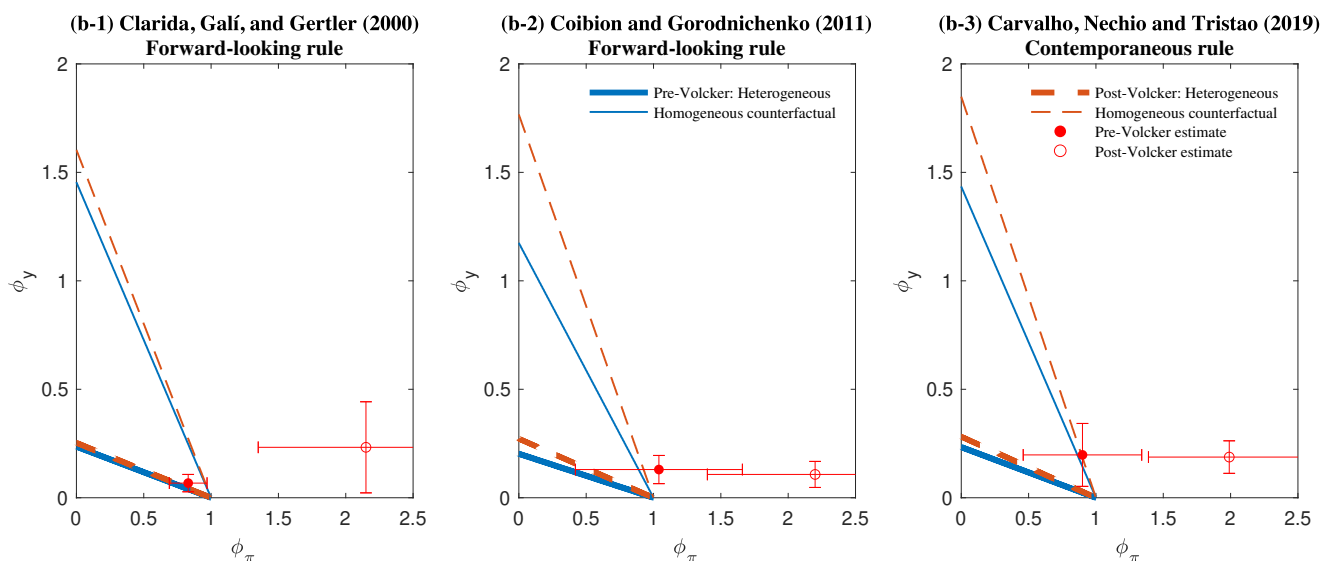 (b-1) Clarida, Galí, and Gertler (2000)
Forward-looking rule
2
1.5
1
0.5
0
ϕy
0
0.5
1
1.5
2
2.5
ϕπ
(b-2) Coibion and Gorodnichenko (2011)
Forward-looking rule
Pre-Volcker: Heterogeneous
Homogeneous counterfactual
2
1.5
1
0.5
0
ϕy
0
0.5
1
1.5
2
2.5
ϕπ
(b-3) Carvalho, Nechio and Tristao (2019)
Contemporaneous rule
Post-Volcker: Heterogeneous
Homogeneous counterfactual
Pre-Volcker estimate
Post-Volcker estimate
2
1.5
1
0.5
0
ϕy
0
0.5
1
1.5
2
2.5
ϕπ